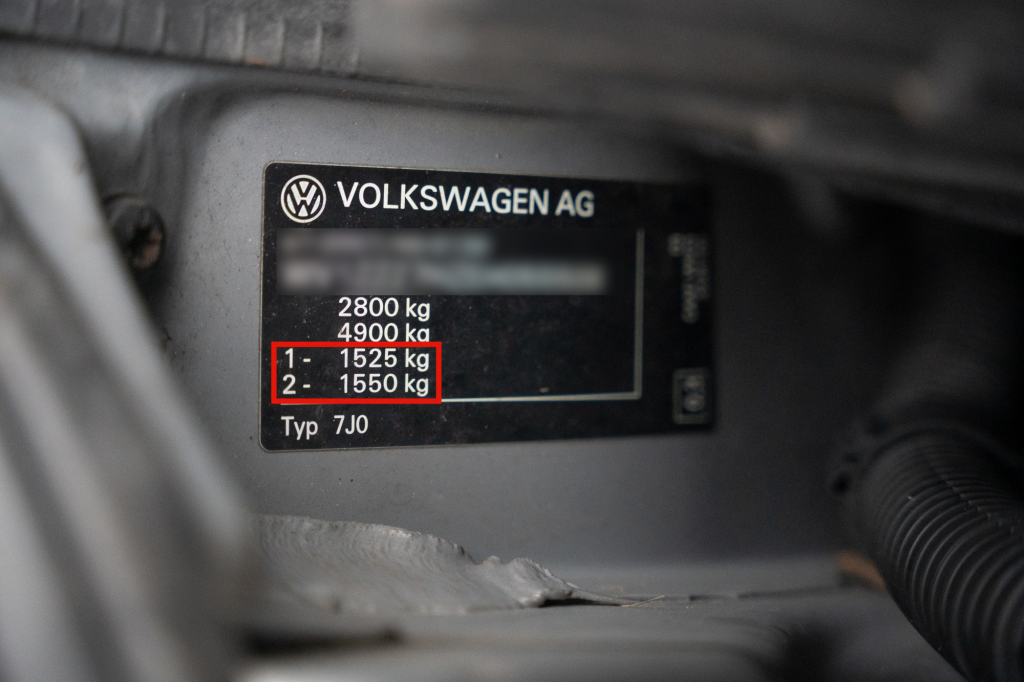 VOLKSWAGEN AG
2800 kg
4900 kg
1 - 1525 kg
2 - 1550 kg
Typ 7J0